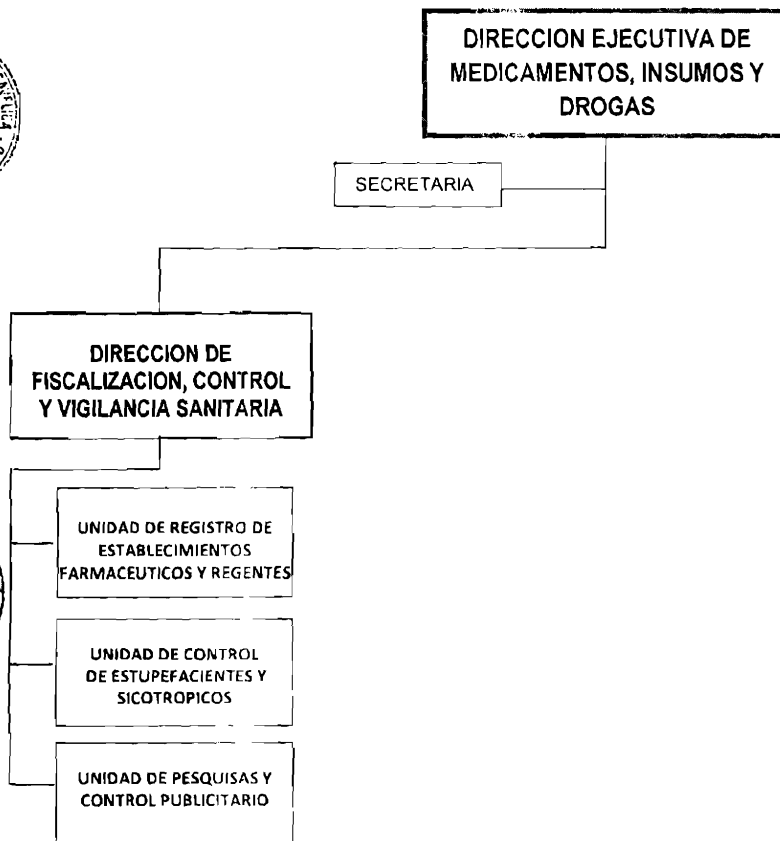 DIRECCION EJECUTIVA DE
MEDICAMENTOS, INSUMOS Y
DROGAS
SECRETARIA
DIRECCION DE
FISCALIZACION, CONTROL
Y VIGILANCIA SANITARIA
UNIDAD DE REGISTRO DE
ESTABLECIMIENTOS
FARMACEUTICOS Y REGENTES
UNIDAD DE CONTROL
DE ESTUPEFACIENTES Y
SICOTROPICOS
UNIDAD DE PESQUISAS Y
CONTROL PUBLICITARIO